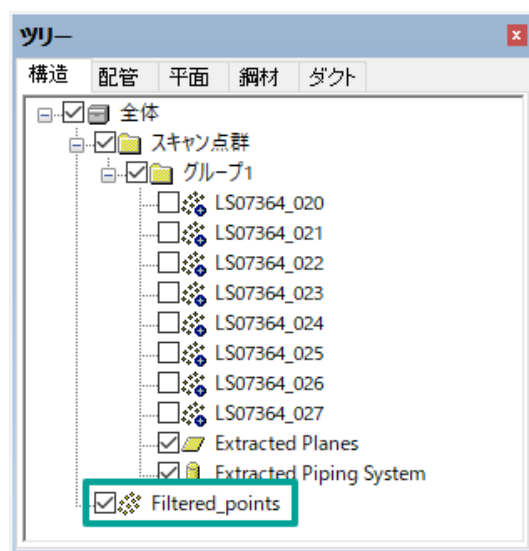 ツリー
構造 配管 平面 鋼材 ダクト
全体
スキャン点群
グループ1
LS07364_020
LS07364_021
LS07364_022
LS07364_023
LS07364_024
LS07364_025
LS07364_026
LS07364_027
Extracted Planes
Extracted Piping System
Filtered_points